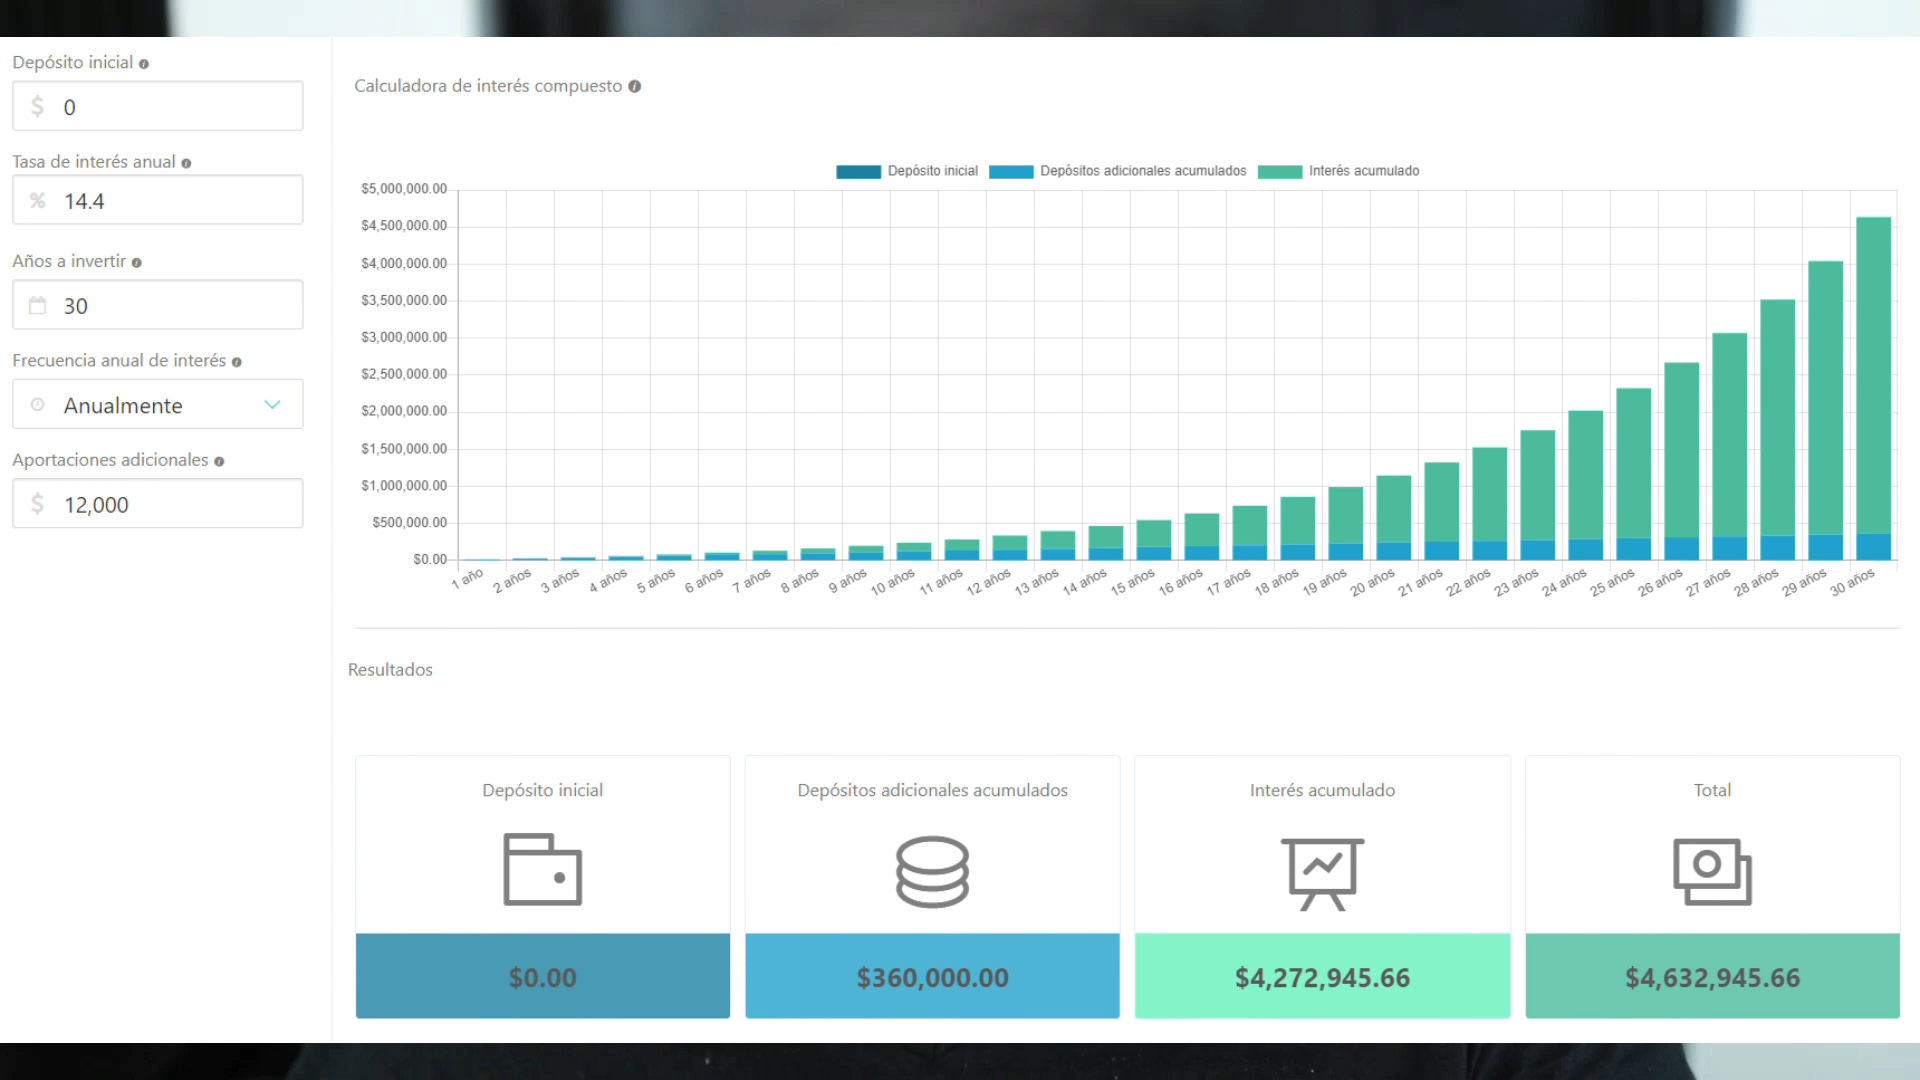 Depósito inicial
$ 0
Tasa de interés anual
% 14.4
Años a invertir
30
Frecuencia anual de interés
Anualmente
Aportaciones adicionales
$ 12,000
Calculadora de interés compuesto
Depósito inicial Depósitos adicionales acumulados Interés acumulado
$5,000,000.00
$4,500,000.00
$4,000,000.00
$3,500,000.00
$3,000,000.00
$2,500,000.00
$2,000,000.00
$1,500,000.00
$1,000,000.00
$500,000.00
$0.00
1 año 2 años 3 años 4 años 5 años 6 años 7 años 8 años 9 años 10 años 11 años 12 años 13 años 14 años 15 años 16 años 17 años 18 años 19 años 20 años 21 años 22 años 23 años 24 años 25 años 26 años 27 años 28 años 29 años 30 años
Resultados
Depósito inicial
$0.00
Depósitos adicionales acumulados
$360,000.00
Interés acumulado
$4,272,945.66
Total
$4,632,945.66